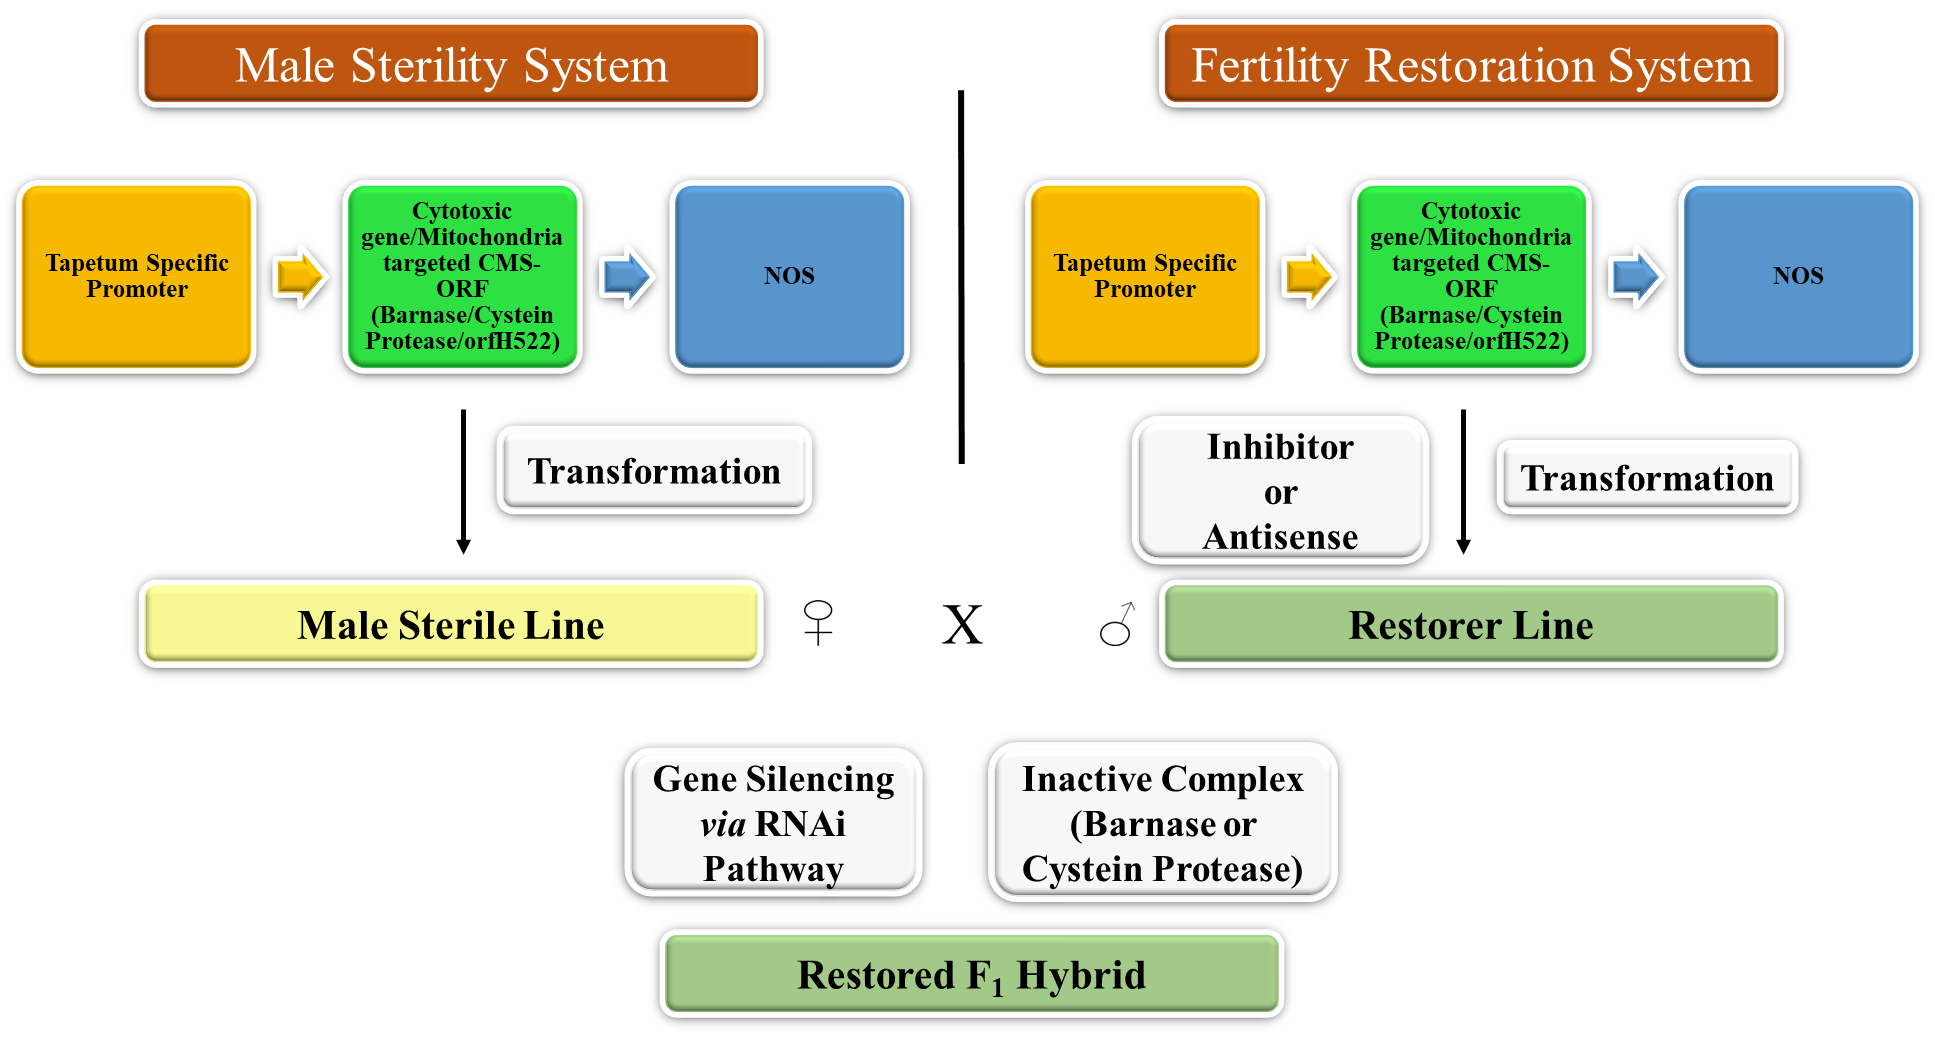 Male Sterility System
Fertility Restoration System
Tapetum Specific
Promoter
Cytotoxic
gene/Mitochondria
targeted CMS-
ORF
(Barnase/Cystein
Protease/orfH522)
NOS
Tapetum Specific
Promoter
Cytotoxic
gene/Mitochondria
targeted CMS-
ORF
(Barnase/Cystein
Protease/orfH522)
NOS
Transformation
Inhibitor
or
Antisense
Transformation
Male Sterile Line
♀ X ♂
Restorer Line
Gene Silencing
via RNAi
Pathway
Inactive Complex
(Barnase or
Cystein Protease)
Restored F₁ Hybrid